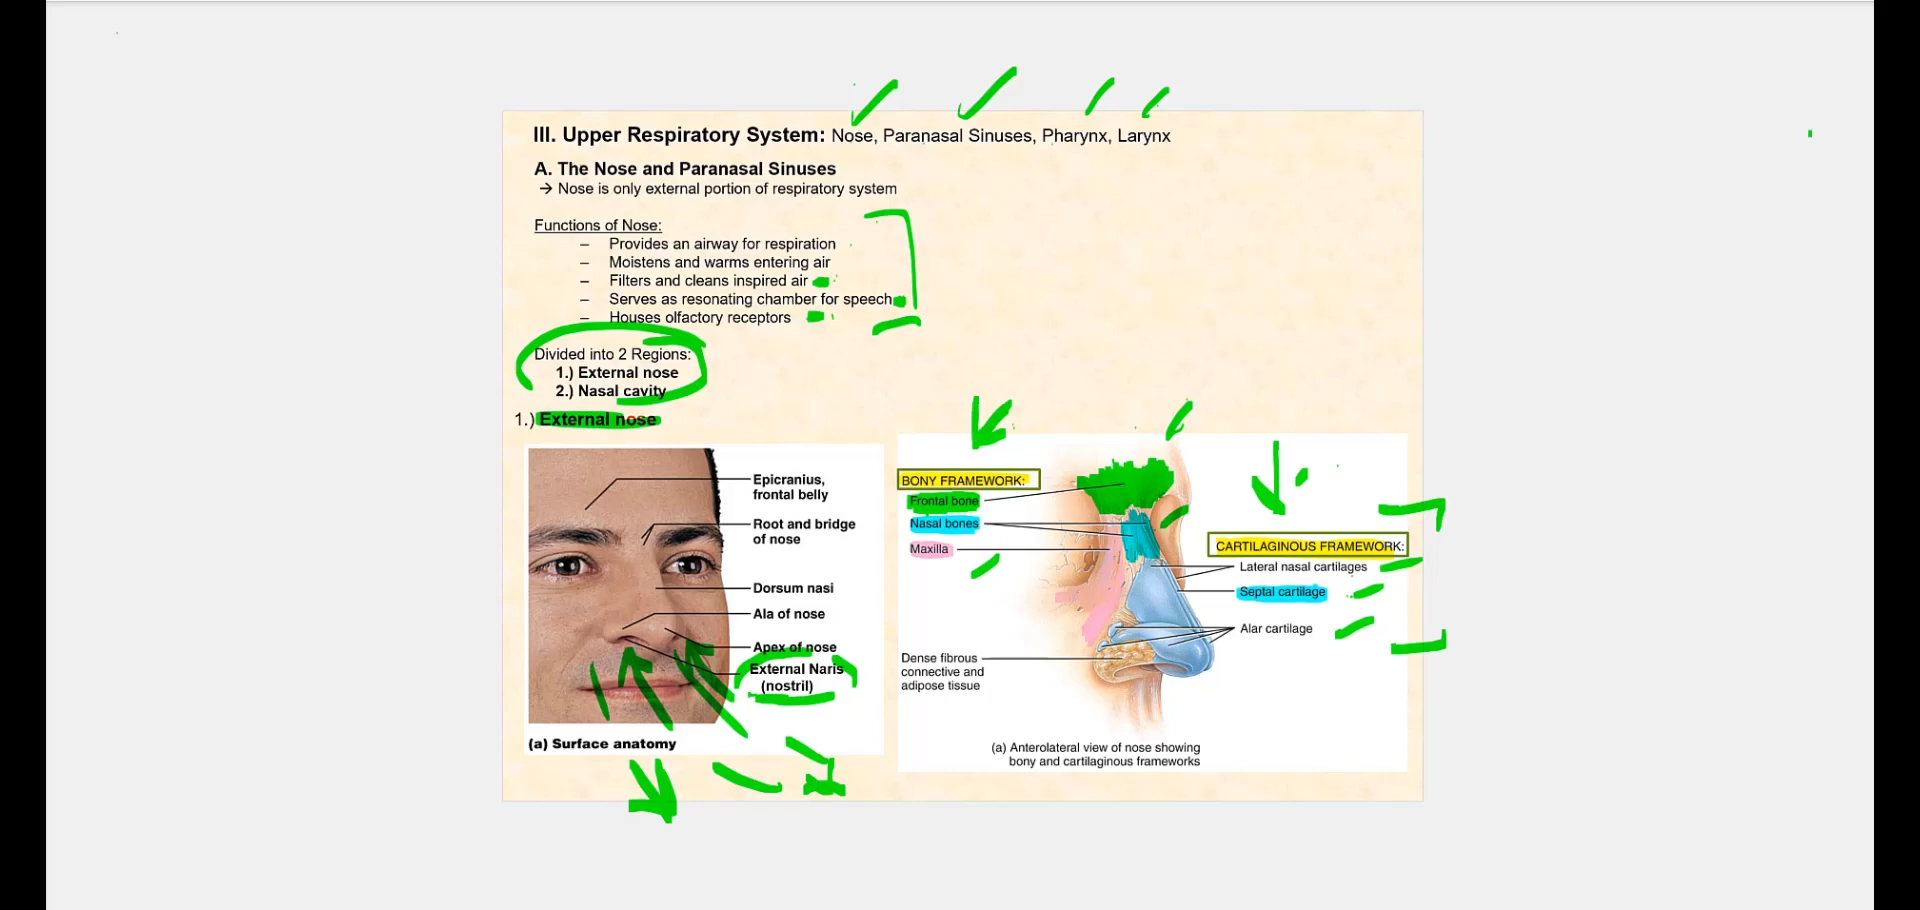 III. Upper Respiratory System: Nose, Paranasal Sinuses, Pharynx, Larynx
A. The Nose and Paranasal Sinuses
→ Nose is only external portion of respiratory system
Functions of Nose:
– Provides an airway for respiration
– Moistens and warms entering air
– Filters and cleans inspired air
– Serves as resonating chamber for speech
– Houses olfactory receptors
Divided into 2 Regions:
1.) External nose
2.) Nasal cavity
1.) External nose
Epicranius,
frontal belly
Root and bridge
of nose
Dorsum nasi
Ala of nose
Apex of nose
External Naris
(nostril)
(a) Surface anatomy
BONY FRAMEWORK:
Frontal bone
Nasal bones
Maxilla
Dense fibrous
connective and
adipose tissue
CARTILAGINOUS FRAMEWORK:
Lateral nasal cartilages
Septal cartilage
Alar cartilage
(a) Anterolateral view of nose showing
bony and cartilaginous frameworks